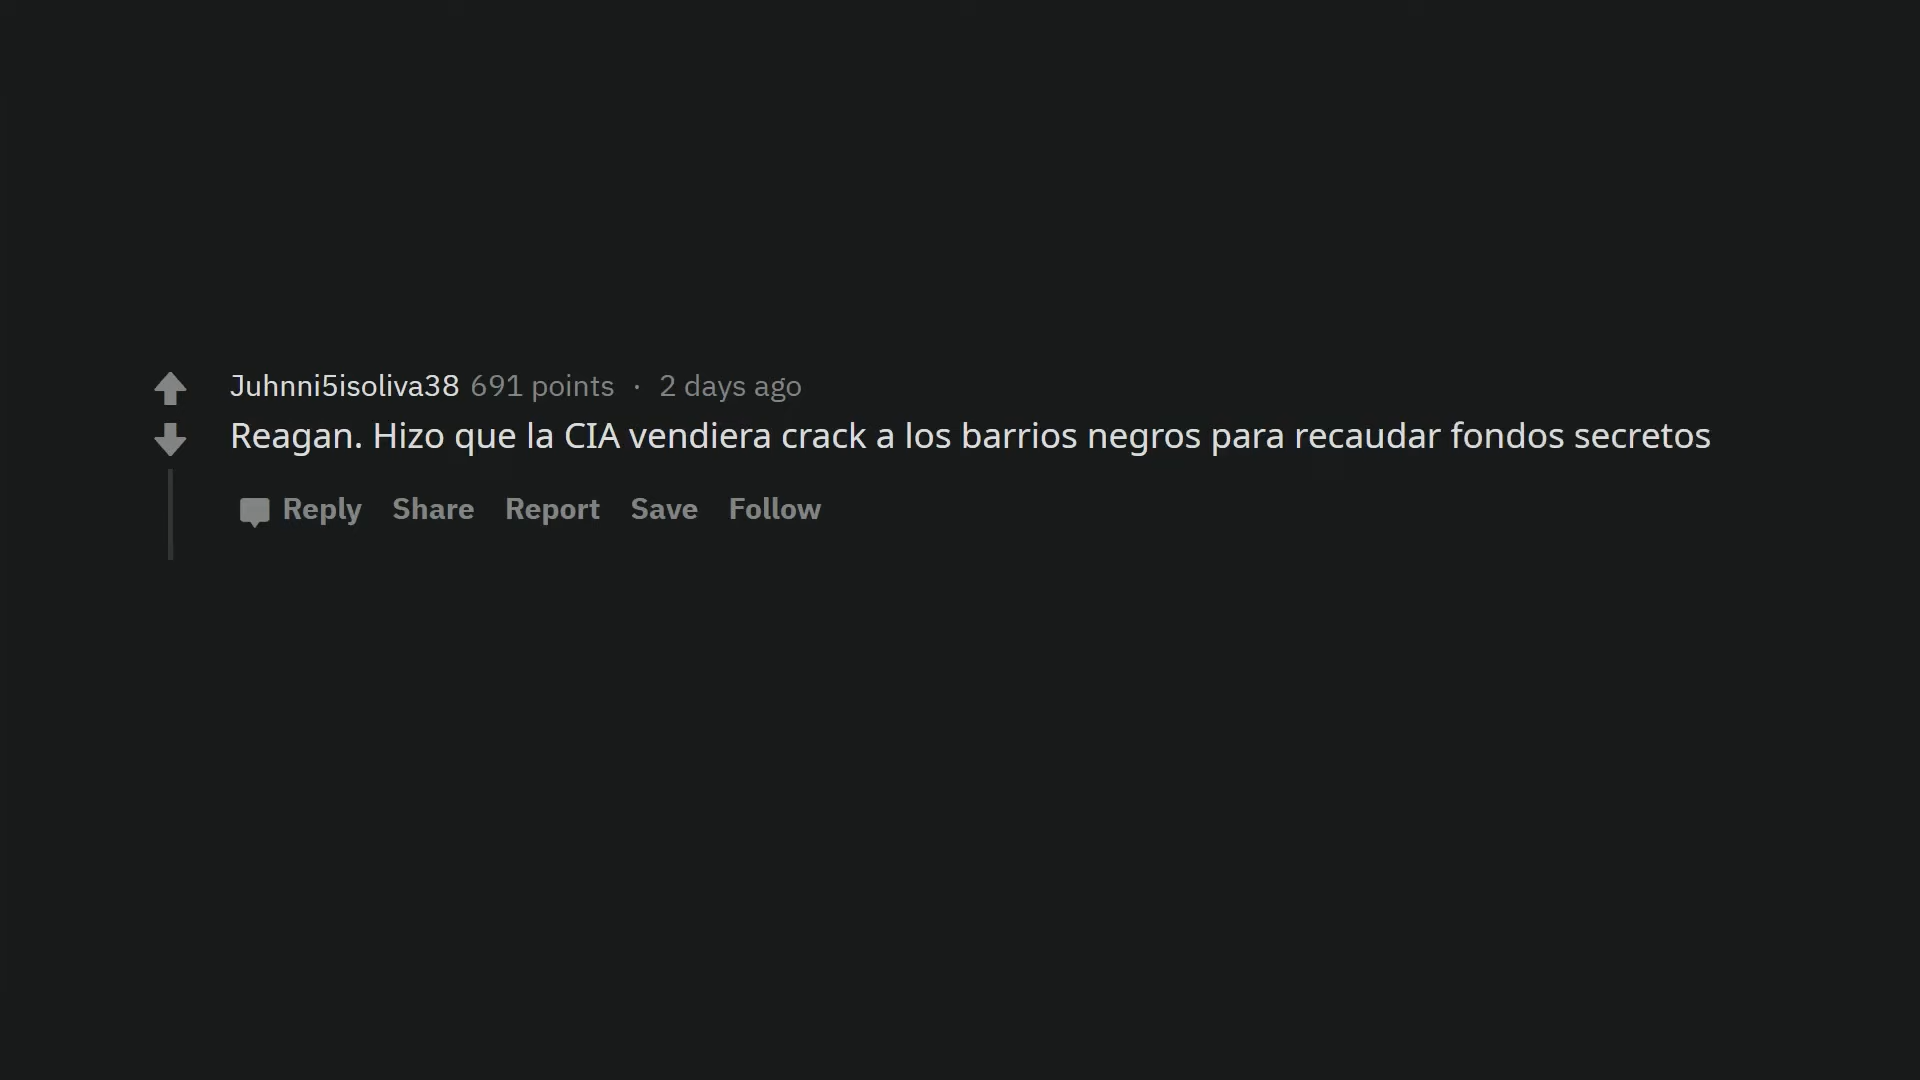 Juhnni5isoliva38 691 points · 2 days ago
Reagan. Hizo que la CIA vendiera crack a los barrios negros para recaudar fondos secretos
Reply Share Report Save Follow